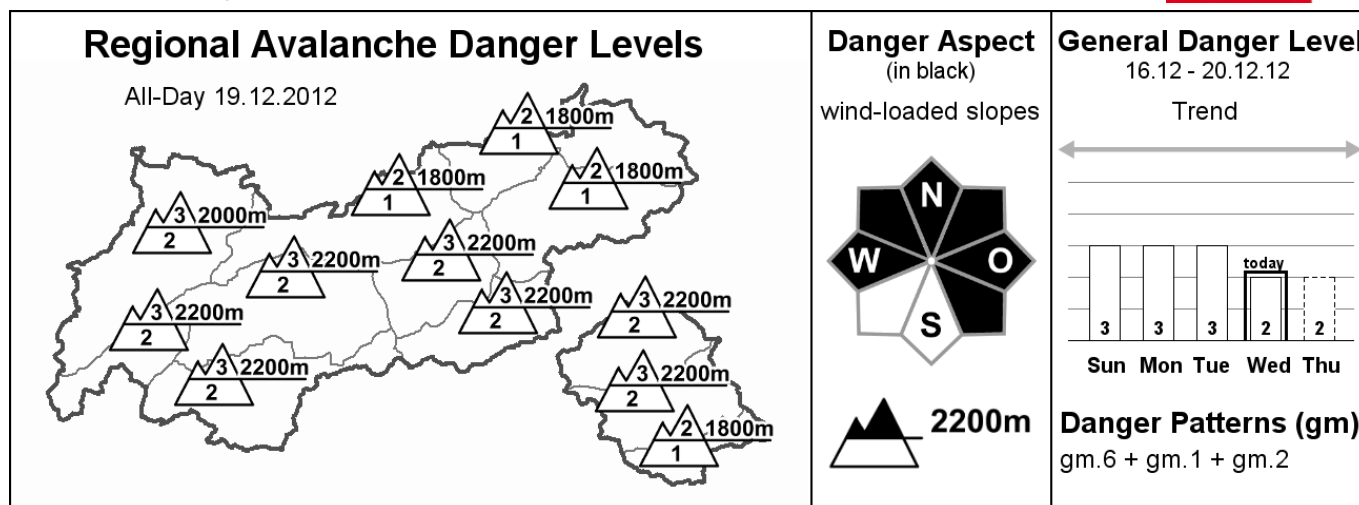 Regional Avalanche Danger Levels
All-Day 19.12.2012
2 1800m
1
2 1800m
1
2 1800m
1
3 2000m
2
3 2200m
2
3 2200m
2
3 2200m
2
3 2200m
2
3 2200m
2
3 2200m
2
3 2200m
2
2 1800m
1
Danger Aspect
(in black)
wind-loaded slopes
N
W O
S
2200m
General Danger Level
16.12 - 20.12.12
Trend
today
3 3 3 2 2
Sun Mon Tue Wed Thu
Danger Patterns (gm)
gm.6 + gm.1 + gm.2